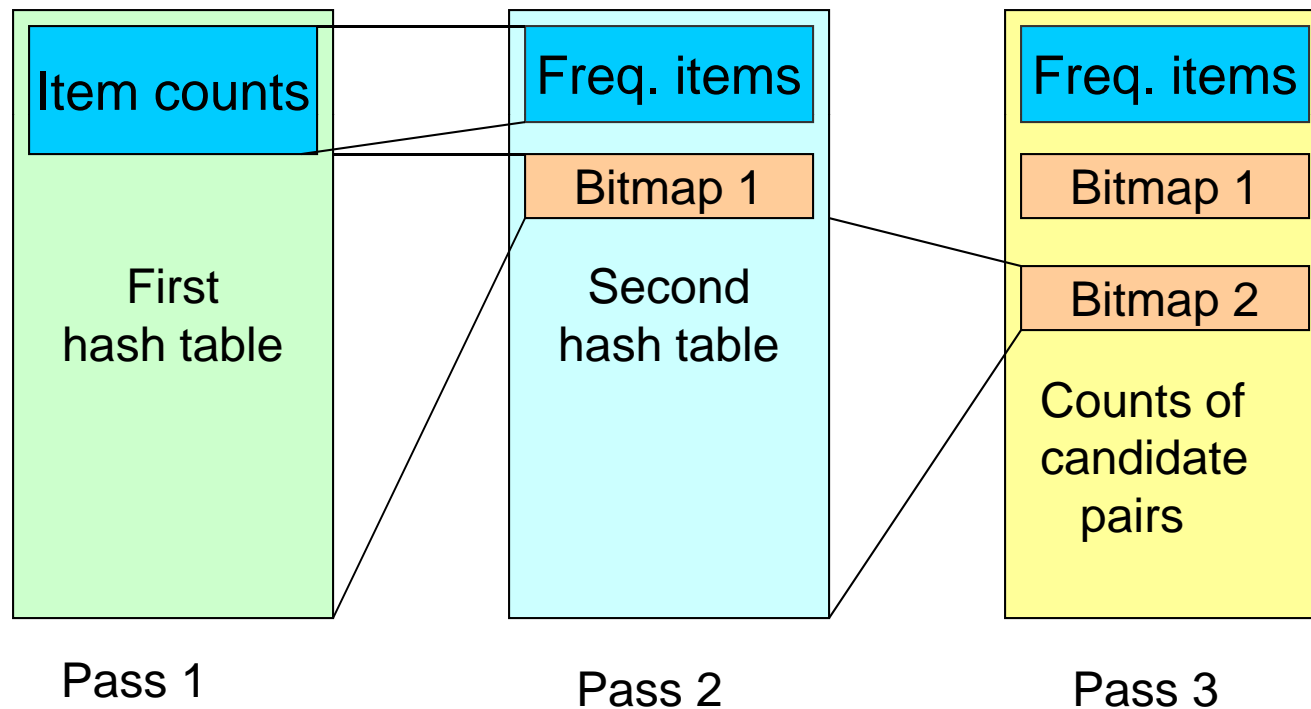 Item counts
First
hash table
Pass 1
Freq. items
Bitmap 1
Second
hash table
Pass 2
Freq. items
Bitmap 1
Bitmap 2
Counts of
candidate
pairs
Pass 3